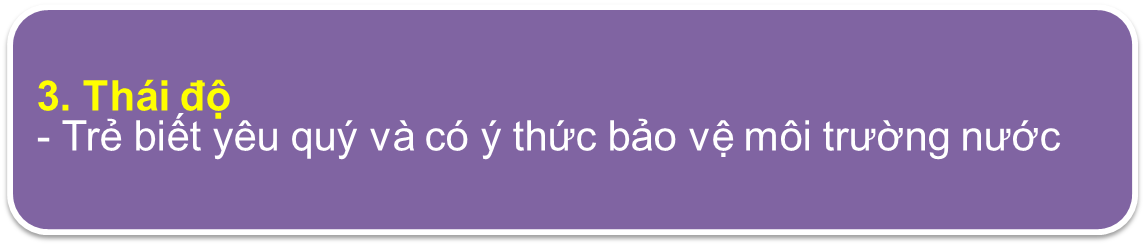 3. Thái độ
- Trẻ biết yêu quý và có ý thức bảo vệ môi trường nước